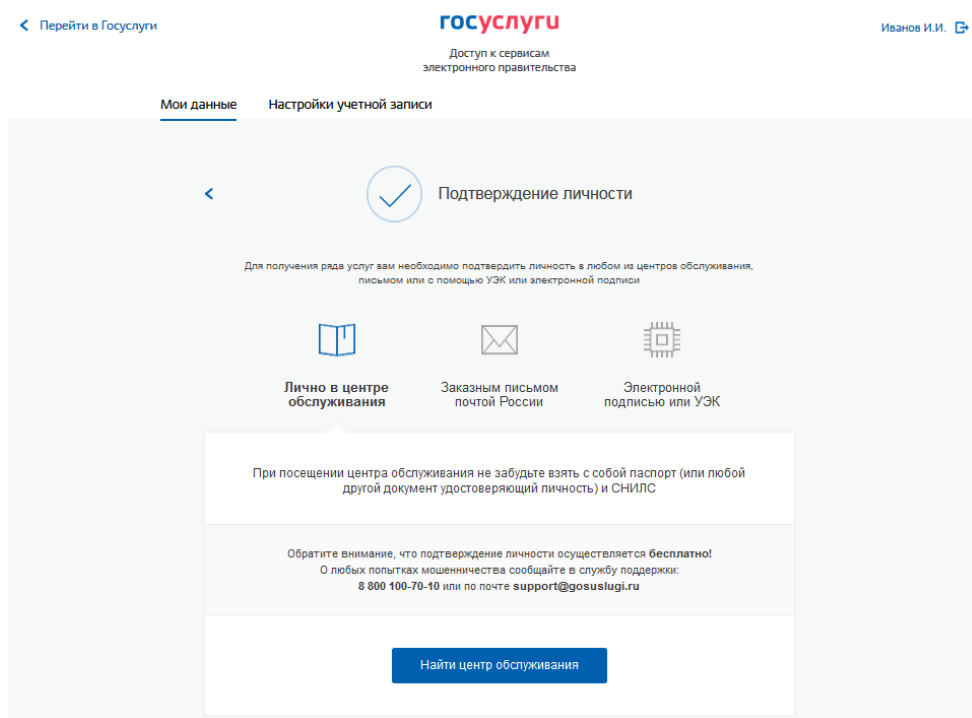 Перейти в Госуслуги
госуслуги
Иванов И.И.
Доступ к сервисам
электронного правительства
Мои данные
Настройки учетной записи
Подтверждение личности
Для получения ряда услуг вам необходимо подтвердить личность в любом из центров обслуживания,
письмом или с помощью УЭК или электронной подписи
Лично в центре
обслуживания
Заказным письмом
почтой России
Электронной
подписью или УЭК
При посещении центра обслуживания не забудьте взять с собой паспорт (или любой
другой документ удостоверяющий личность) и СНИЛС
Обратите внимание, что подтверждение личности осуществляется бесплатно!
О любых попытках мошенничества сообщайте в службу поддержки:
8 800 100-70-10 или по почте support@gosuslugi.ru
Найти центр обслуживания